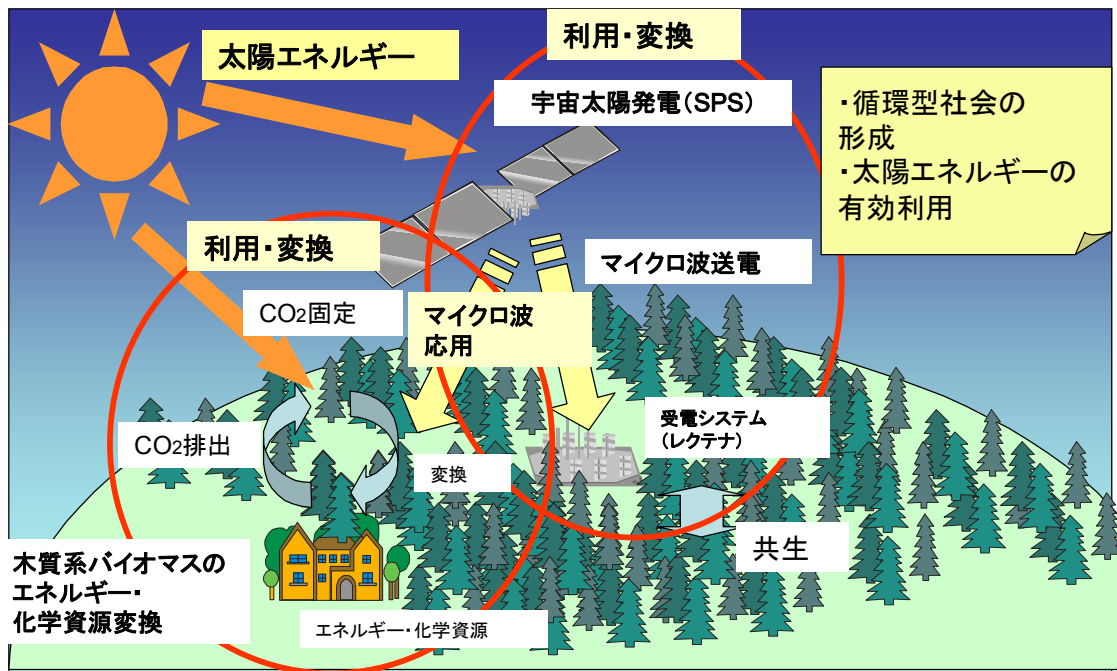 太陽エネルギー
利用・変換
宇宙太陽発電(SPS)
・循環型社会の
形成
・太陽エネルギーの
有効利用
利用・変換
マイクロ波送電
CO2固定
マイクロ波
応用
CO2排出
変換
受電システム
(レクテナ)
共生
木質系バイオマスの
エネルギー・
化学資源変換
エネルギー・化学資源